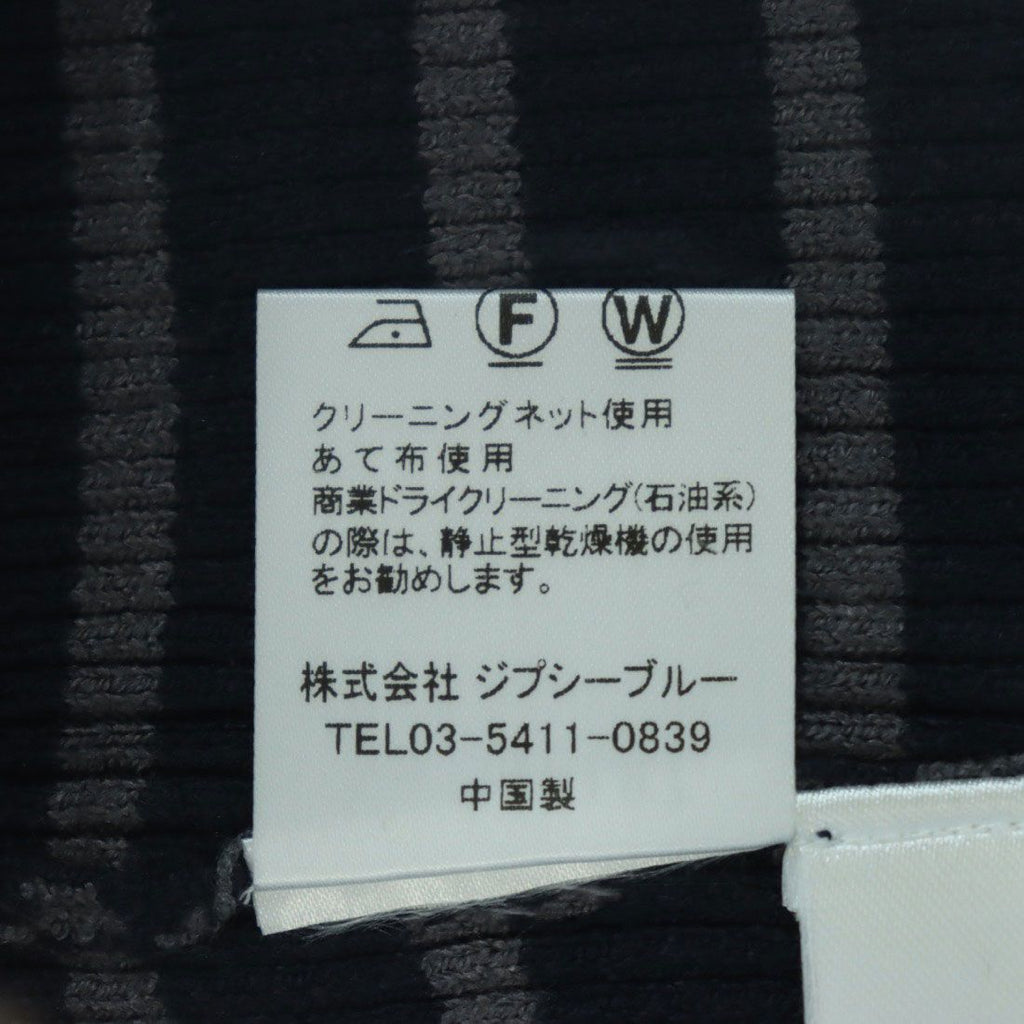 F W
クリーニングネット使用
あて布使用
商業ドライクリーニング(石油系)
の際は、静止型乾燥機の使用
をお勧めします。
株式会社 ジプシーブルー
TEL03-5411-0839
中国製